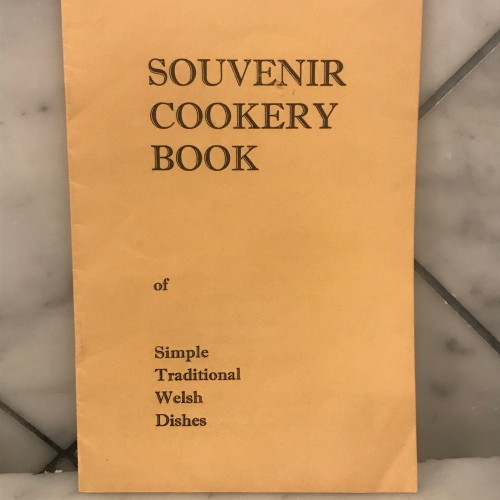 SOUVENIR
COOKERY
BOOK
of
Simple
Traditional
Welsh
Dishes